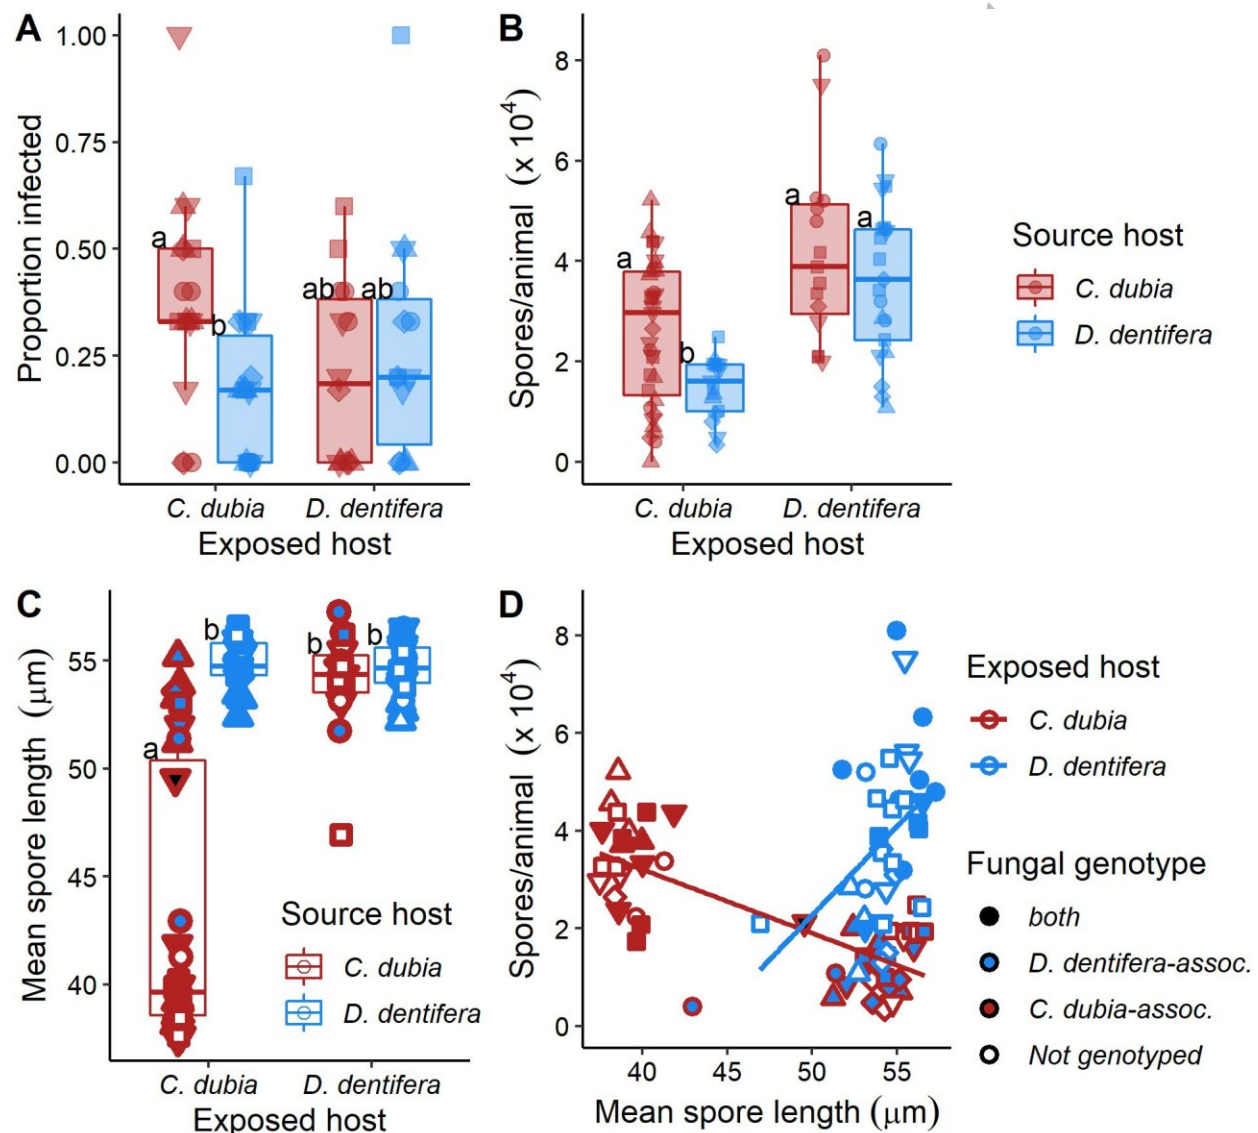 A
Proportion infected
1.00
0.75
0.50
0.25
0.00
a
b
ab
ab
C. dubia
D. dentifera
Exposed host
B
Spores/animal (x 10⁴)
8
6
4
2
0
a
b
a
a
C. dubia
D. dentifera
Exposed host
Source host
C. dubia
D. dentifera
C
Mean spore length (μm)
55
50
45
40
a
b
b
b
Source host
C. dubia
D. dentifera
C. dubia
D. dentifera
Exposed host
D
Spores/animal (x 10⁴)
8
6
4
2
0
40
45
50
55
Mean spore length (μm)
Exposed host
C. dubia
D. dentifera
Fungal genotype
both
D. dentifera-assoc.
C. dubia-assoc.
Not genotyped